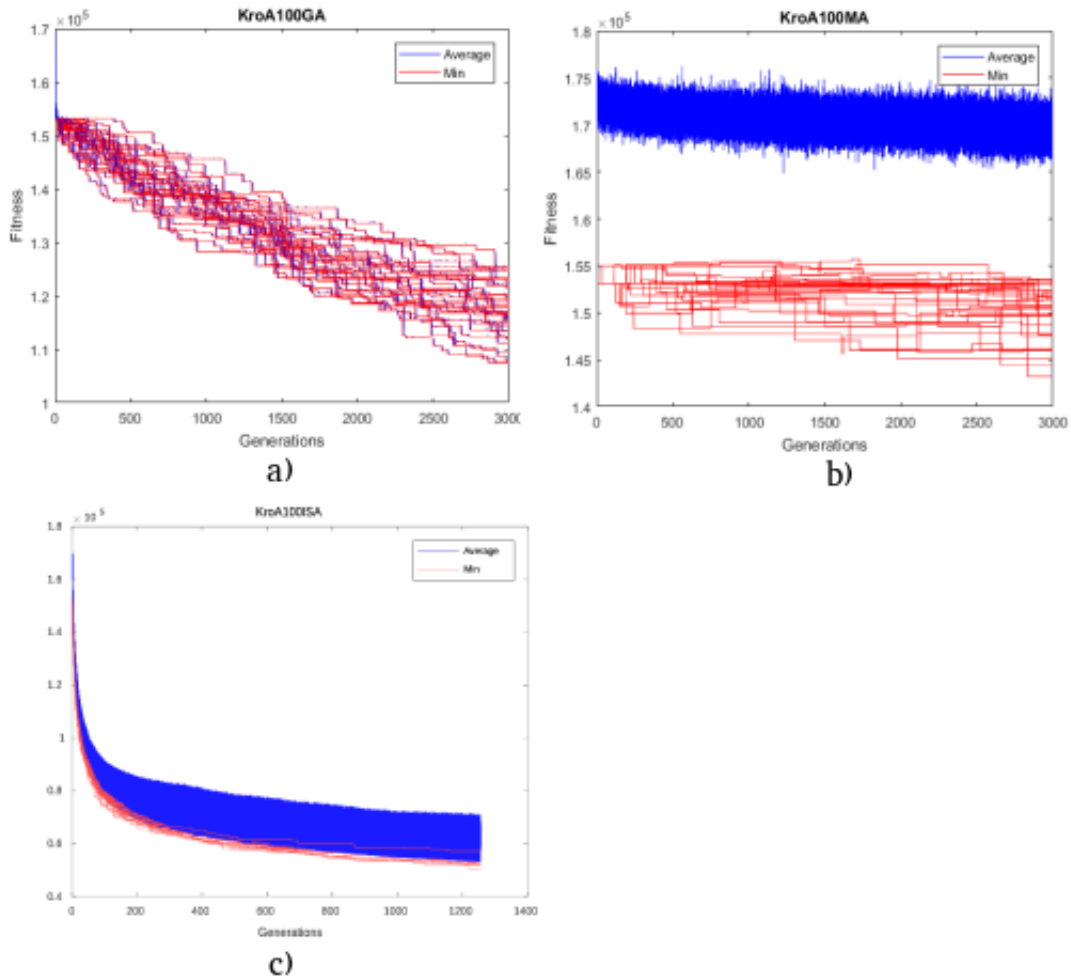 KroA100GA
×10⁵
1.7
1.6
1.5
1.4
1.3
1.2
1.1
1
Fitness
Average
Min
0 500 1000 1500 2000 2500 300
Generations
a)
KroA100MA
×10⁵
1.8
1.75
1.7
1.65
1.6
1.55
1.5
1.45
1.4
Fitness
Average
Min
0 500 1000 1500 2000 2500 3000
Generations
b)
KroA100ISA
×10⁵
1.8
1.6
1.4
1.2
1
0.8
0.6
0.4
Average
Min
0 200 400 600 800 1000 1200 1400
Generations
c)